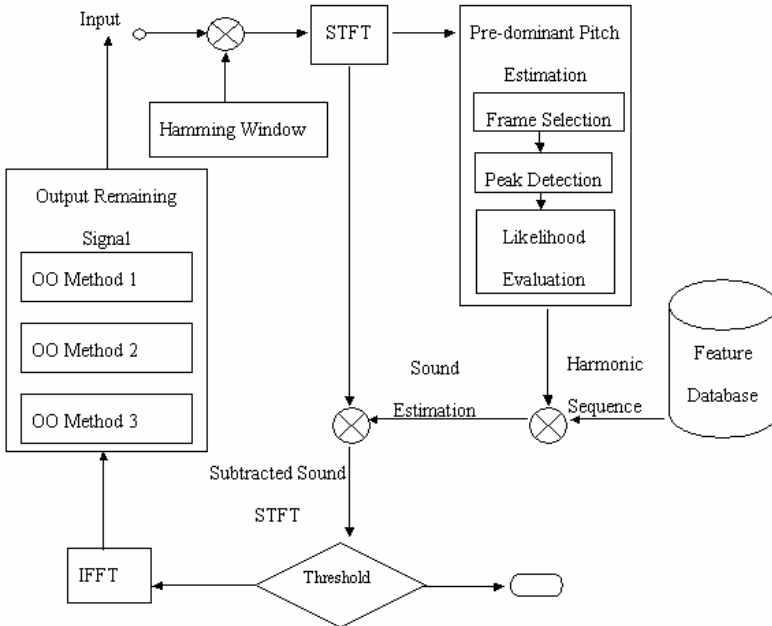 Input
STFT
Pre-dominant Pitch
Estimation
Frame Selection
Peak Detection
Likelihood
Evaluation
Hamming Window
Output Remaining
Signal
OO Method 1
OO Method 2
OO Method 3
Feature
Database
Harmonic
Sequence
Sound
Estimation
Subtracted Sound
STFT
Threshold
IFFT